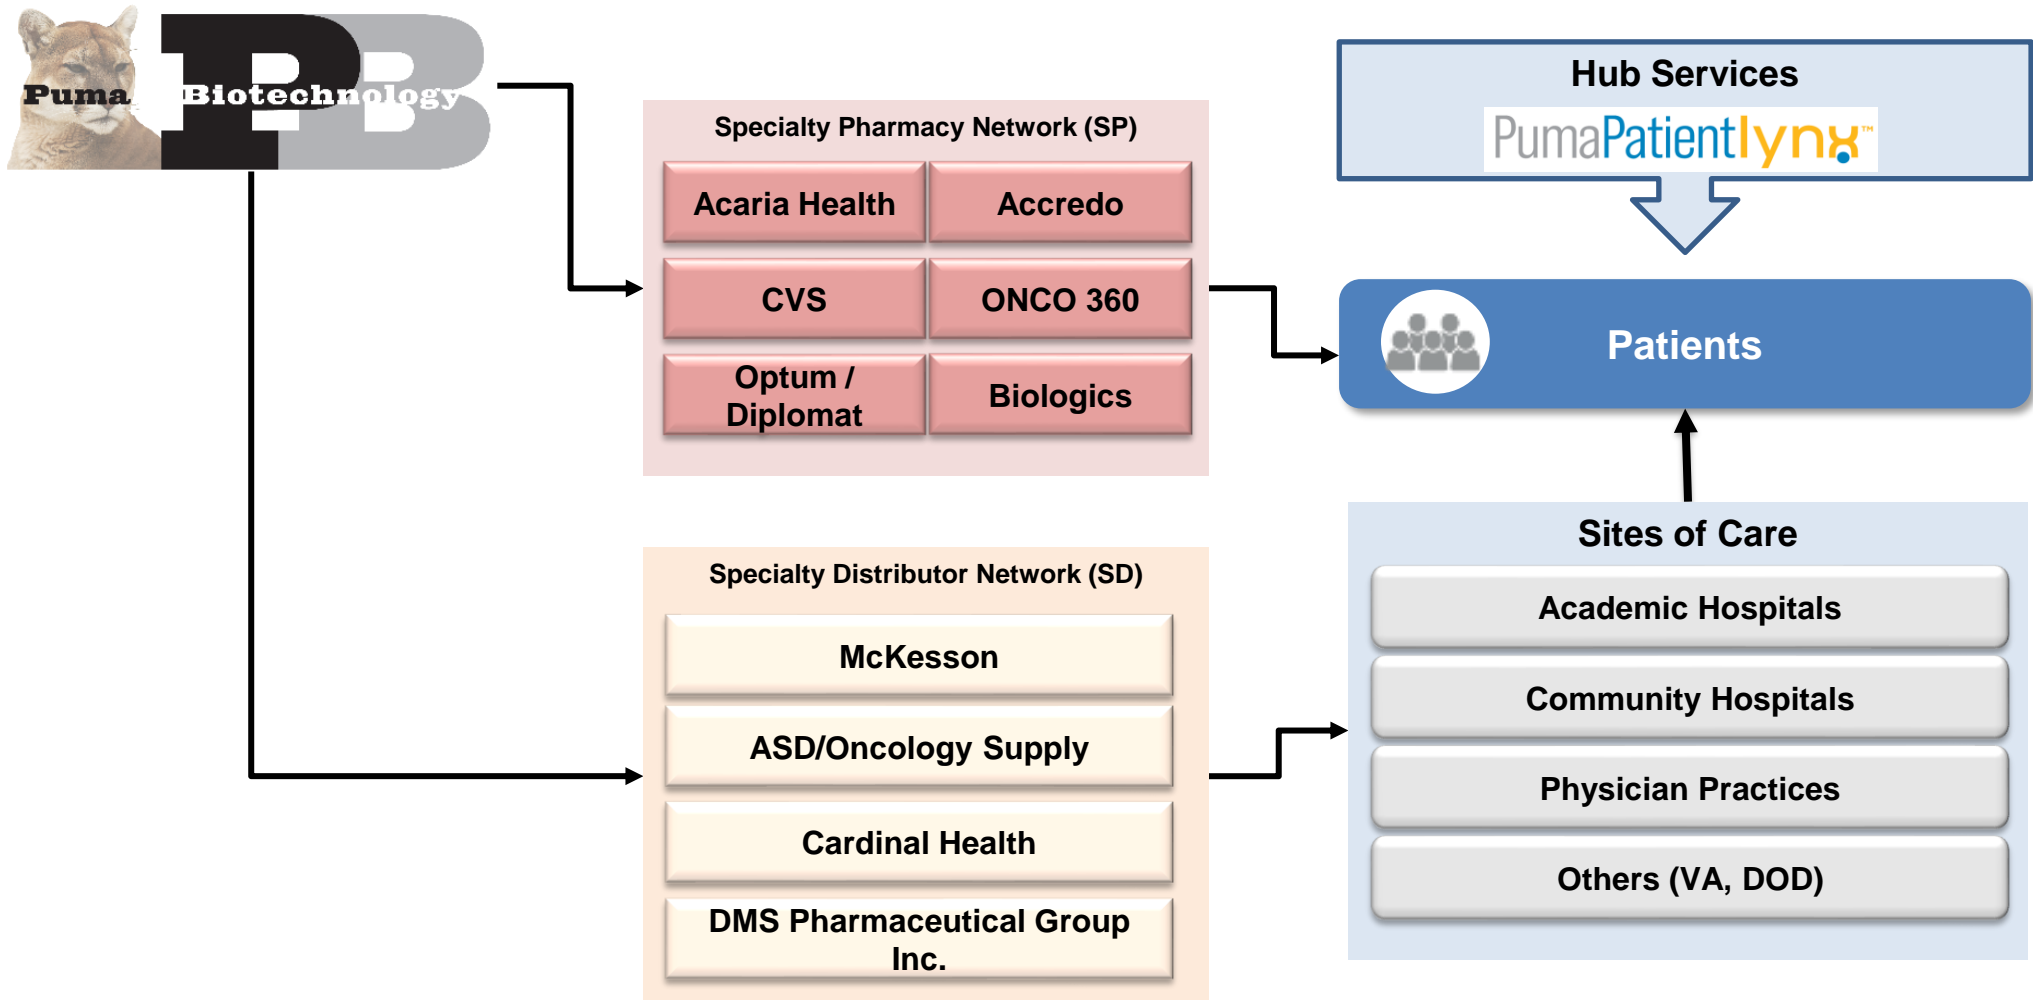 Puma Biotechnology
PB
Specialty Pharmacy Network (SP)
Acaria Health
Accredo
CVS
ONCO 360
Optum /
Diplomat
Biologics
Specialty Distributor Network (SD)
McKesson
ASD/Oncology Supply
Cardinal Health
DMS Pharmaceutical Group
Inc.
Hub Services
PumaPatientlynx™
Patients
Sites of Care
Academic Hospitals
Community Hospitals
Physician Practices
Others (VA, DOD)